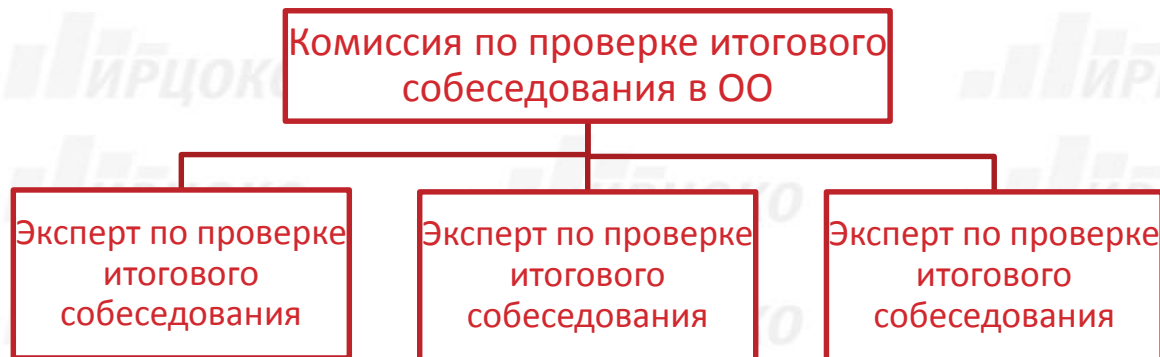 Комиссия по проверке итогового
собеседования в ОО
Эксперт по проверке
итогового
собеседования
Эксперт по проверке
итогового
собеседования
Эксперт по проверке
итогового
собеседования
ИРЦОКО